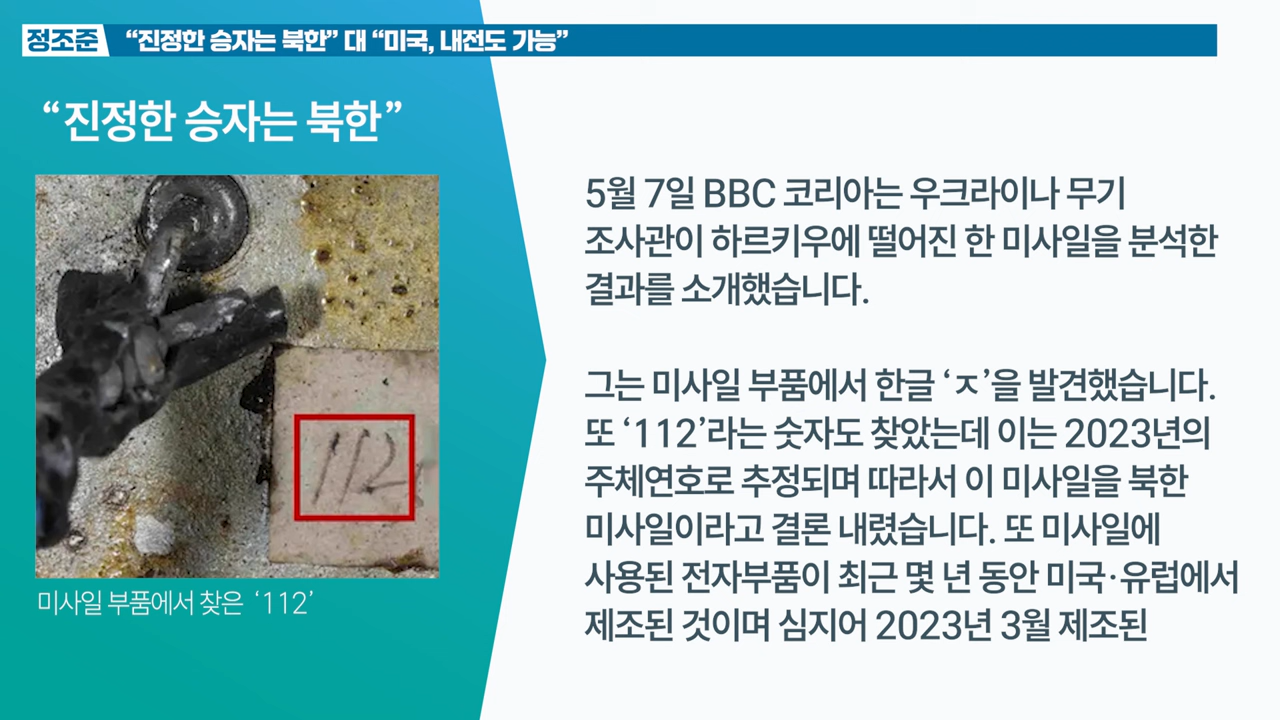 정조준 “진정한 승자는 북한” 대 “미국, 내전도 가능”
“진정한 승자는 북한”
112
미사일 부품에서 찾은 ‘112’
5월 7일 BBC 코리아는 우크라이나 무기
조사관이 하르키우에 떨어진 한 미사일을 분석한
결과를 소개했습니다.
그는 미사일 부품에서 한글 ‘ㅈ’을 발견했습니다.
또 ‘112’라는 숫자도 찾았는데 이는 2023년의
주체연호로 추정되며 따라서 이 미사일을 북한
미사일이라고 결론 내렸습니다. 또 미사일에
사용된 전자부품이 최근 몇 년 동안 미국·유럽에서
제조된 것이며 심지어 2023년 3월 제조된